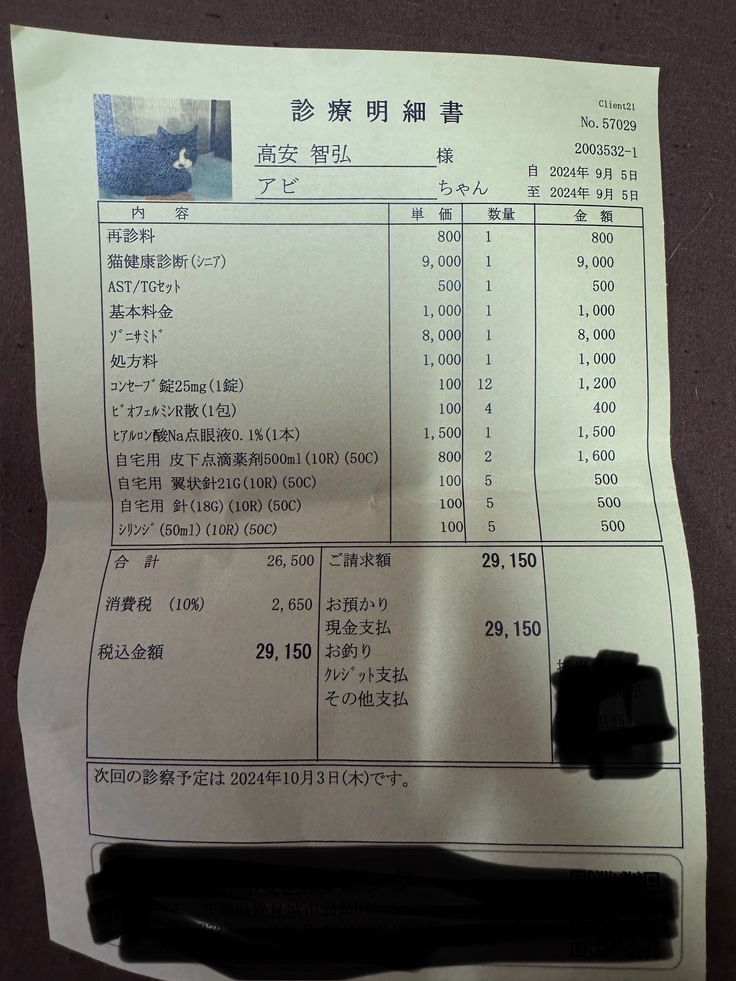 診療明細書
Client21
No.57029
高安 智弘 様
2003532-1
アビ ちゃん
自 2024年 9月 5日
至 2024年 9月 5日
内 容 単 価 数量 金 額
再診料 800 1 800
猫健康診断(ｼﾆｱ) 9,000 1 9,000
AST/TGｾｯﾄ 500 1 500
基本料金 1,000 1 1,000
ｿﾞﾆｻﾐﾄﾞ 8,000 1 8,000
処方料 1,000 1 1,000
ｺﾝｾｰﾌﾞ錠25mg(1錠) 100 12 1,200
ﾋﾞｵﾌｪﾙﾐﾝR散(1包) 100 4 400
ﾋｱﾙﾛﾝ酸Na点眼液0.1%(1本) 1,500 1 1,500
自宅用 皮下点滴薬剤500ml(10R)(50C) 800 2 1,600
自宅用 翼状針21G(10R)(50C) 100 5 500
自宅用 針(18G)(10R)(50C) 100 5 500
ｼﾘﾝｼﾞ(50ml)(10R)(50C) 100 5 500
合 計 26,500 ご請求額 29,150
消費税 (10%) 2,650 お預かり
現金支払 29,150
税込金額 29,150 お釣り
ｸﾚｼﾞｯﾄ支払
その他支払
次回の診察予定は 2024年10月3日(木)です。